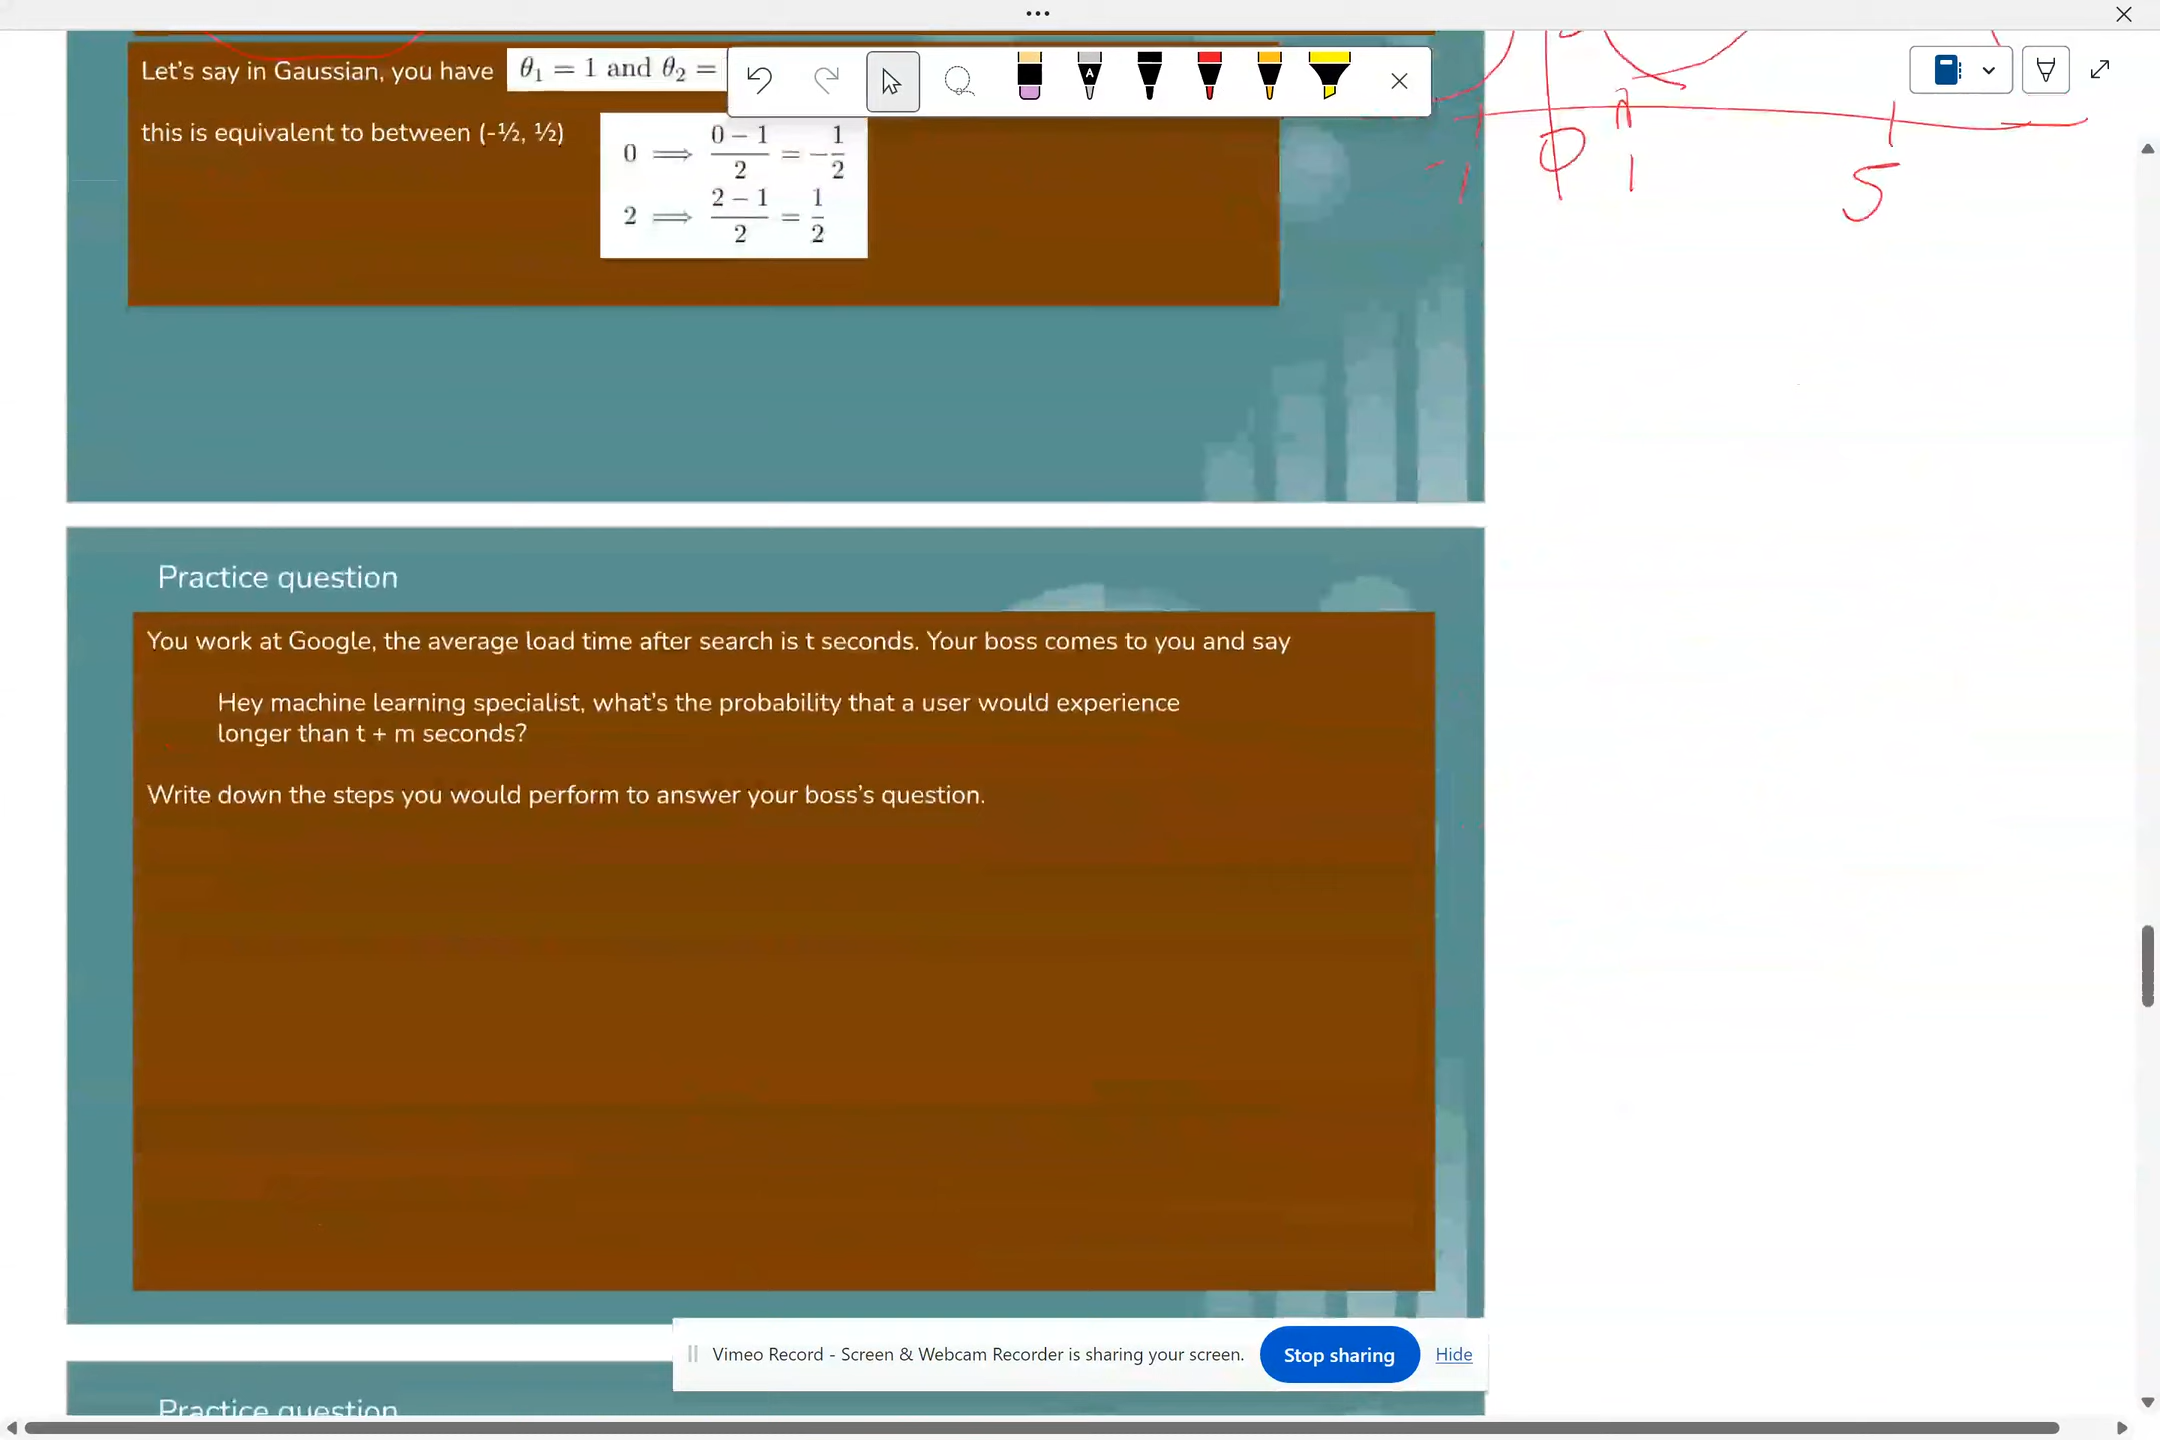 Let's say in Gaussian, you have θ₁ = 1 and θ₂ =
this is equivalent to between (-½, ½)
0 ⟹ (0 − 1)/2 = −1/2
2 ⟹ (2 − 1)/2 = 1/2
A
-1
0
1
5
Practice question
You work at Google, the average load time after search is t seconds. Your boss comes to you and say
Hey machine learning specialist, what's the probability that a user would experience
longer than t + m seconds?
Write down the steps you would perform to answer your boss's question.
Vimeo Record - Screen & Webcam Recorder is sharing your screen.
Stop sharing
Hide
Practice question